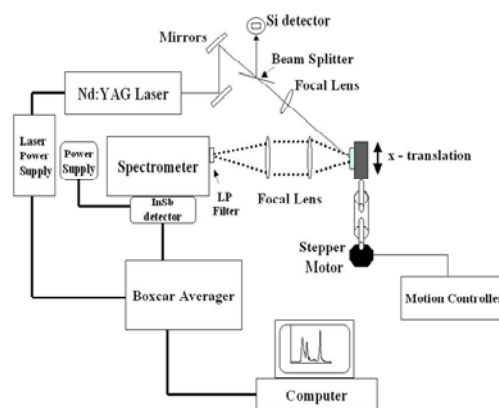 Si detector
Mirrors
Beam Splitter
Focal Lens
Nd:YAG Laser
Laser
Power
Supply
Power
Supply
Spectrometer
x - translation
InSb
detector
LP
Filter
Focal Lens
Stepper
Motor
Boxcar Averager
Motion Controller
Computer